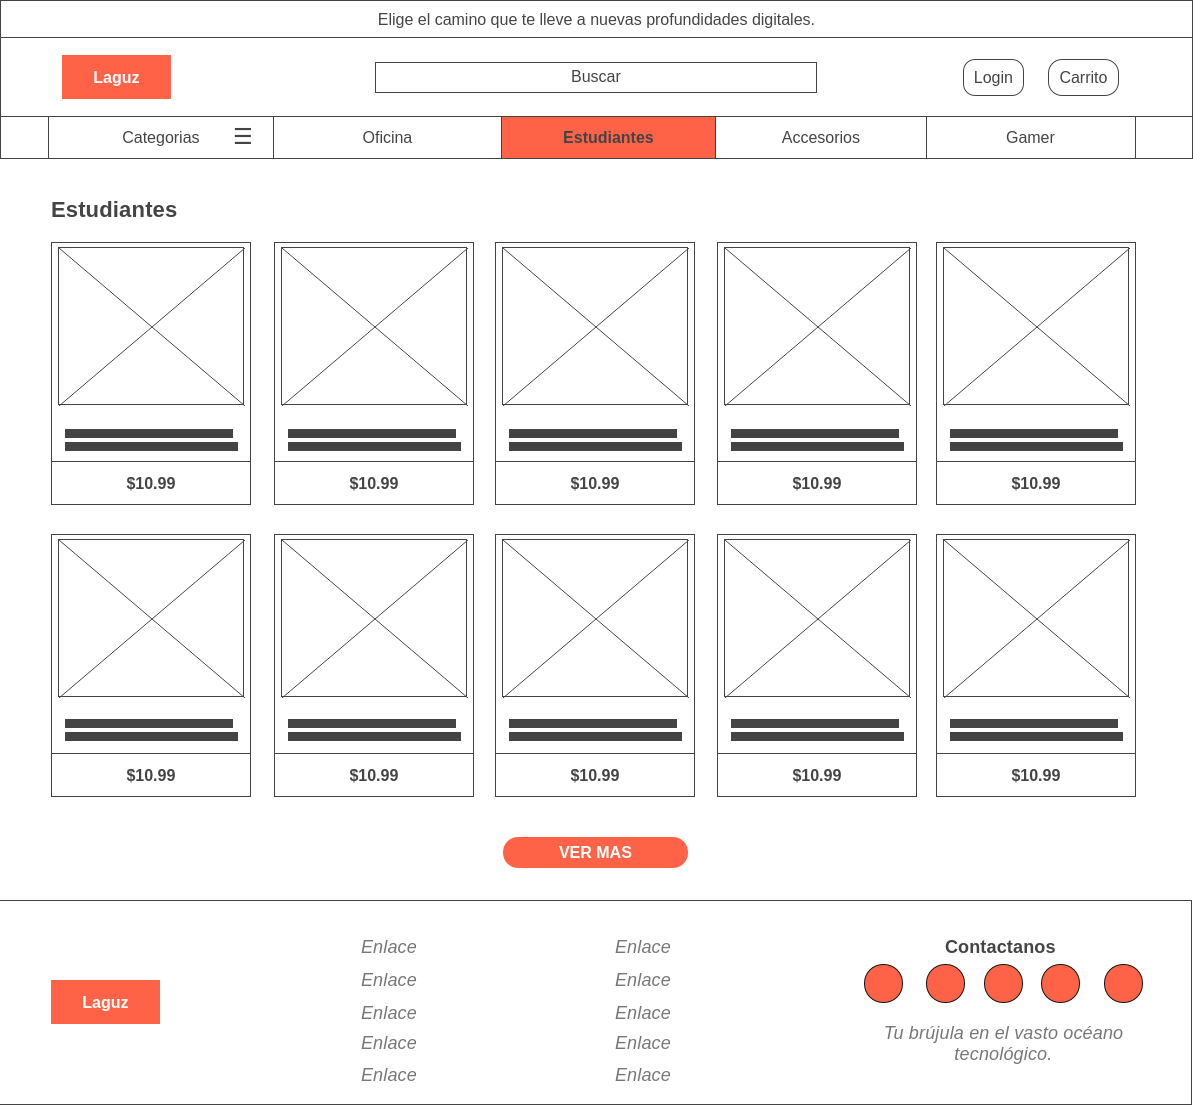 Elige el camino que te lleve a nuevas profundidades digitales.
Laguz
Buscar
Login
Carrito
Categorias
Oficina
Estudiantes
Accesorios
Gamer
Estudiantes
$10.99
$10.99
$10.99
$10.99
$10.99
$10.99
$10.99
$10.99
$10.99
$10.99
VER MAS
Laguz
Enlace
Enlace
Enlace
Enlace
Enlace
Enlace
Enlace
Enlace
Enlace
Enlace
Contactanos
Tu brújula en el vasto océano
tecnológico.